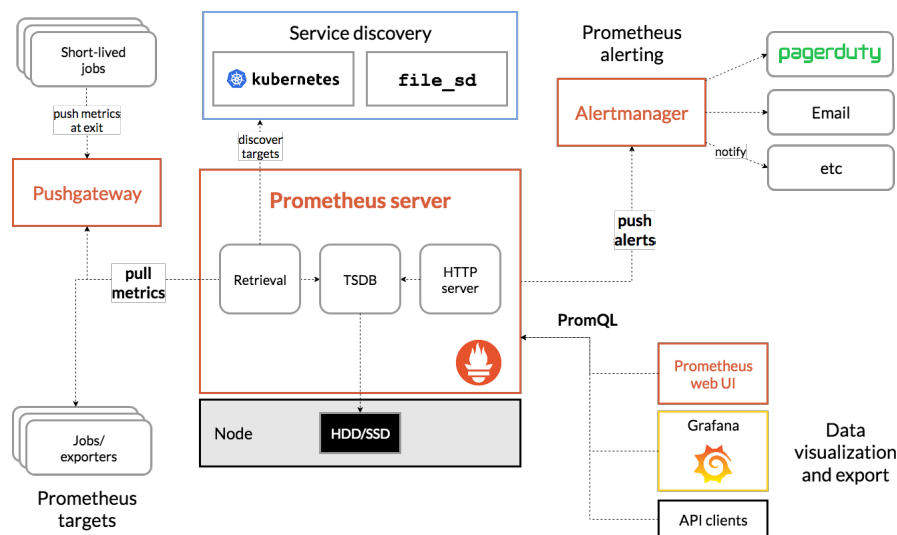 Short-lived
jobs
push metrics
at exit
Pushgateway
Service discovery
kubernetes
file_sd
discover
targets
Prometheus
alerting
Alertmanager
pagerduty
Email
notify
etc
Prometheus server
Retrieval
TSDB
HTTP
server
pull
metrics
push
alerts
PromQL
Node
HDD/SSD
Jobs/
exporters
Prometheus
targets
Prometheus
web UI
Grafana
API clients
Data
visualization
and export